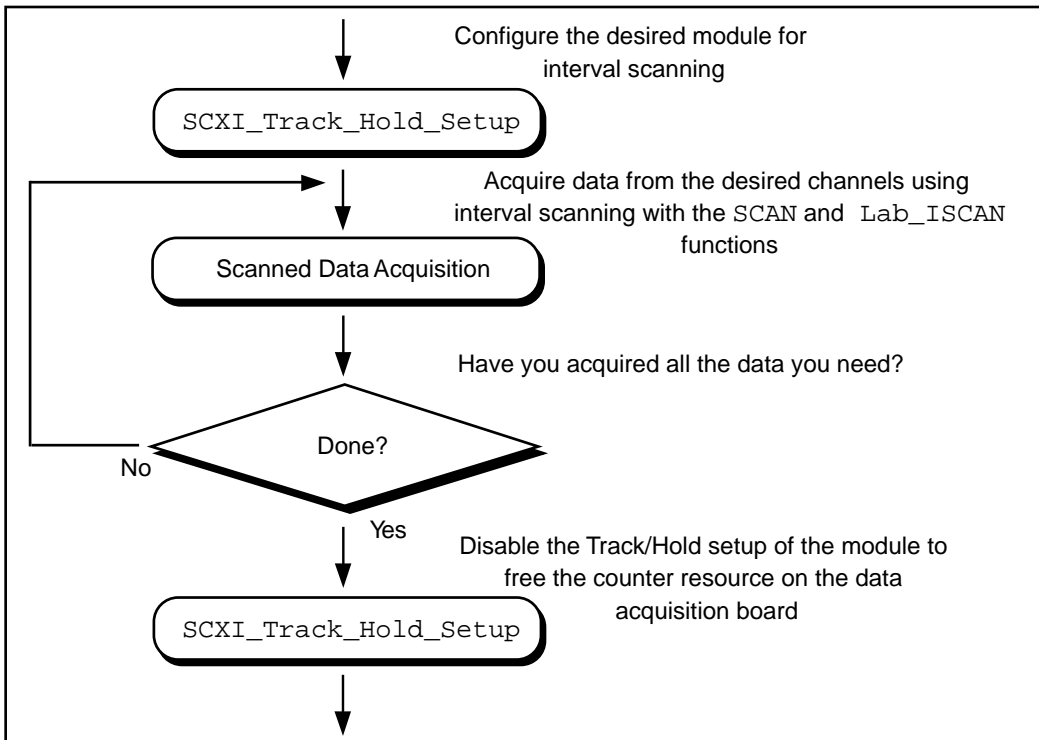 Configure the desired module for
interval scanning
SCXI_Track_Hold_Setup
Acquire data from the desired channels using
interval scanning with the SCAN and Lab_ISCAN
functions
Scanned Data Acquisition
Have you acquired all the data you need?
Done?
No
Yes
Disable the Track/Hold setup of the module to
free the counter resource on the data
acquisition board
SCXI_Track_Hold_Setup